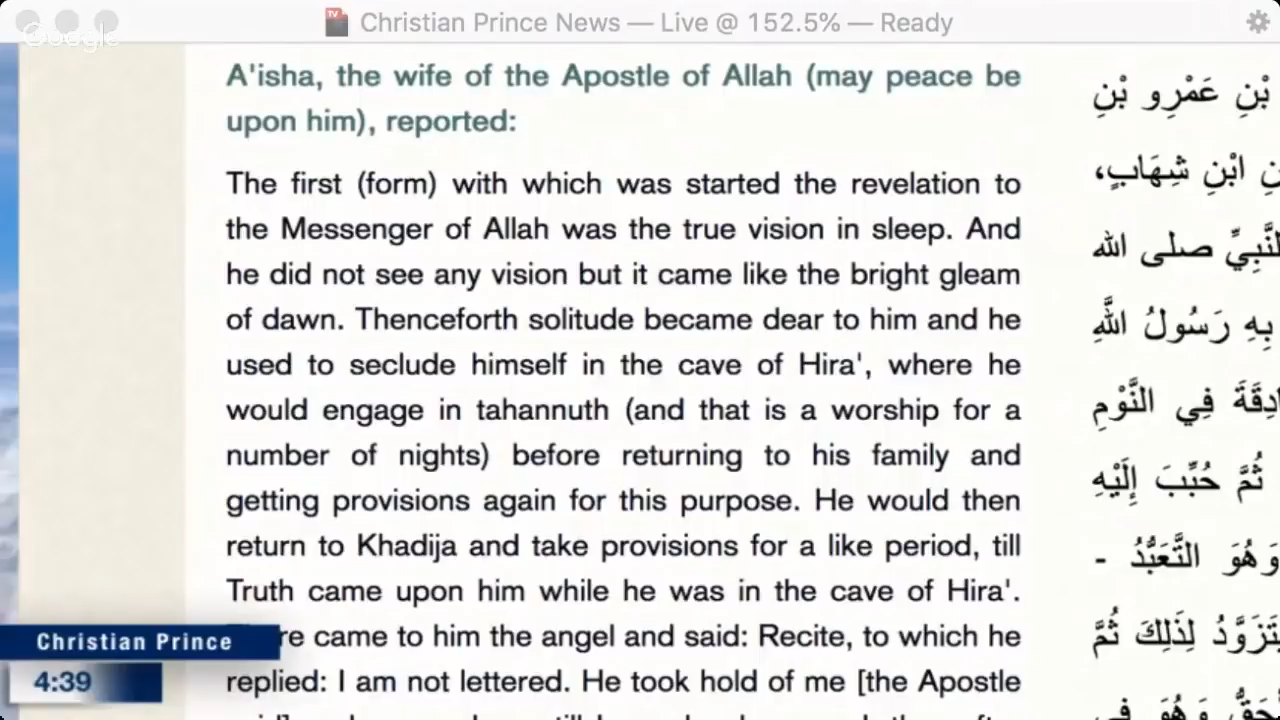 Christian Prince News — Live @ 152.5% — Ready
Google
A'isha, the wife of the Apostle of Allah (may peace be
upon him), reported:
The first (form) with which was started the revelation to
the Messenger of Allah was the true vision in sleep. And
he did not see any vision but it came like the bright gleam
of dawn. Thenceforth solitude became dear to him and he
used to seclude himself in the cave of Hira', where he
would engage in tahannuth (and that is a worship for a
number of nights) before returning to his family and
getting provisions again for this purpose. He would then
return to Khadija and take provisions for a like period, till
Truth came upon him while he was in the cave of Hira'.
came to him the angel and said: Recite, to which he
replied: I am not lettered. He took hold of me [the Apostle
بْنِ عَمْرِو بْنِ
ابْنِ شِهَابٍ،
النَّبِيِّ صلى الله
بِهِ رَسُولُ اللَّهِ
فِي النَّوْمِ
ثُمَّ حُبِّبَ إِلَيْهِ
وَهُوَ التَّعَبُّدُ -
لِذَلِكَ ثُمَّ
وَهُوَ فِي
Christian Prince
4:39